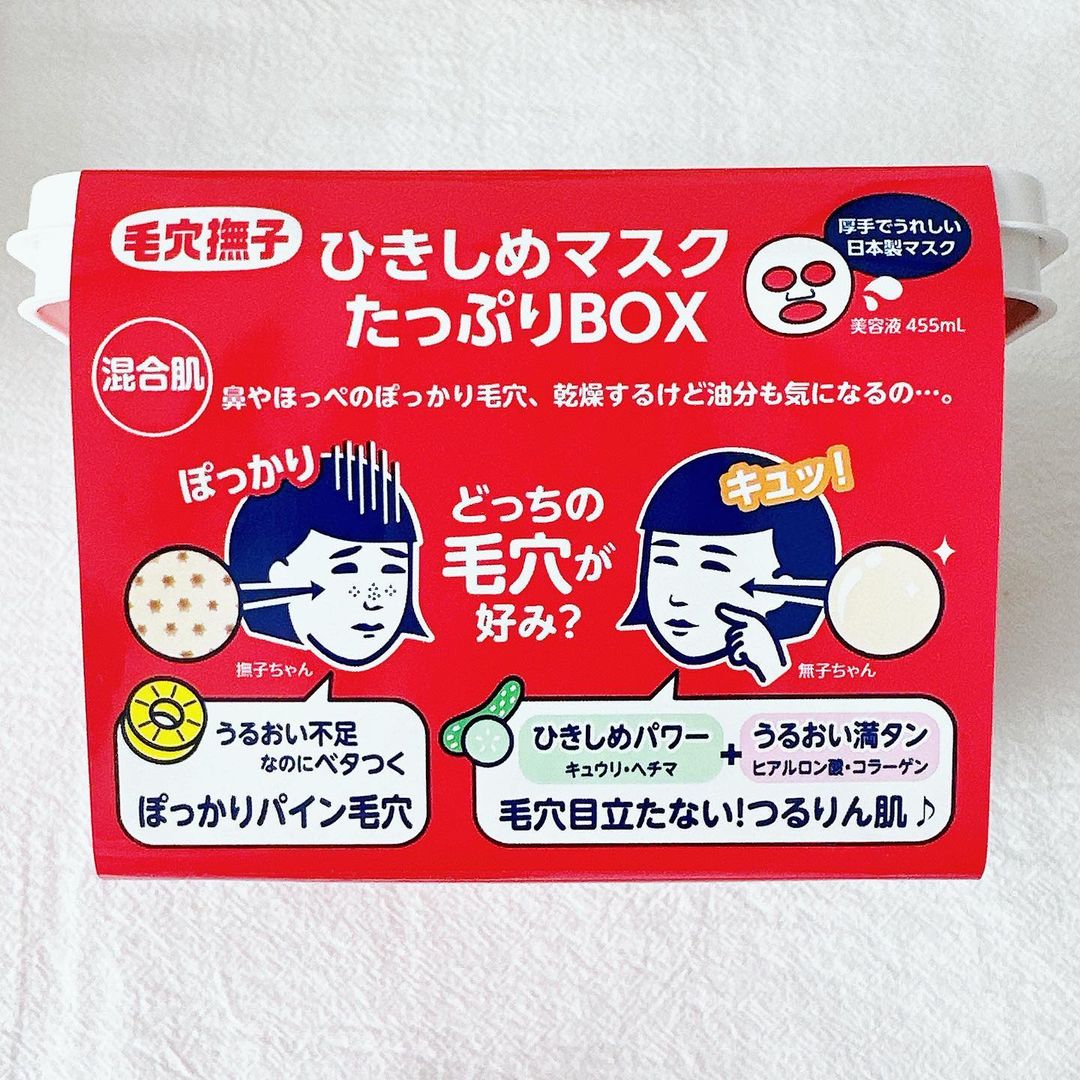 毛穴撫子
ひきしめマスク
たっぷりBOX
厚手でうれしい
日本製マスク
美容液 455mL
混合肌
鼻やほっぺのぽっかり毛穴、乾燥するけど油分も気になるの…。
ぽっかり
どっちの
毛穴が
好み?
キュッ!
撫子ちゃん
無子ちゃん
うるおい不足
なのにベタつく
ぽっかりパイン毛穴
ひきしめパワー
キュウリ・ヘチマ
+
うるおい満タン
ヒアルロン酸・コラーゲン
毛穴目立たない!つるりん肌♪